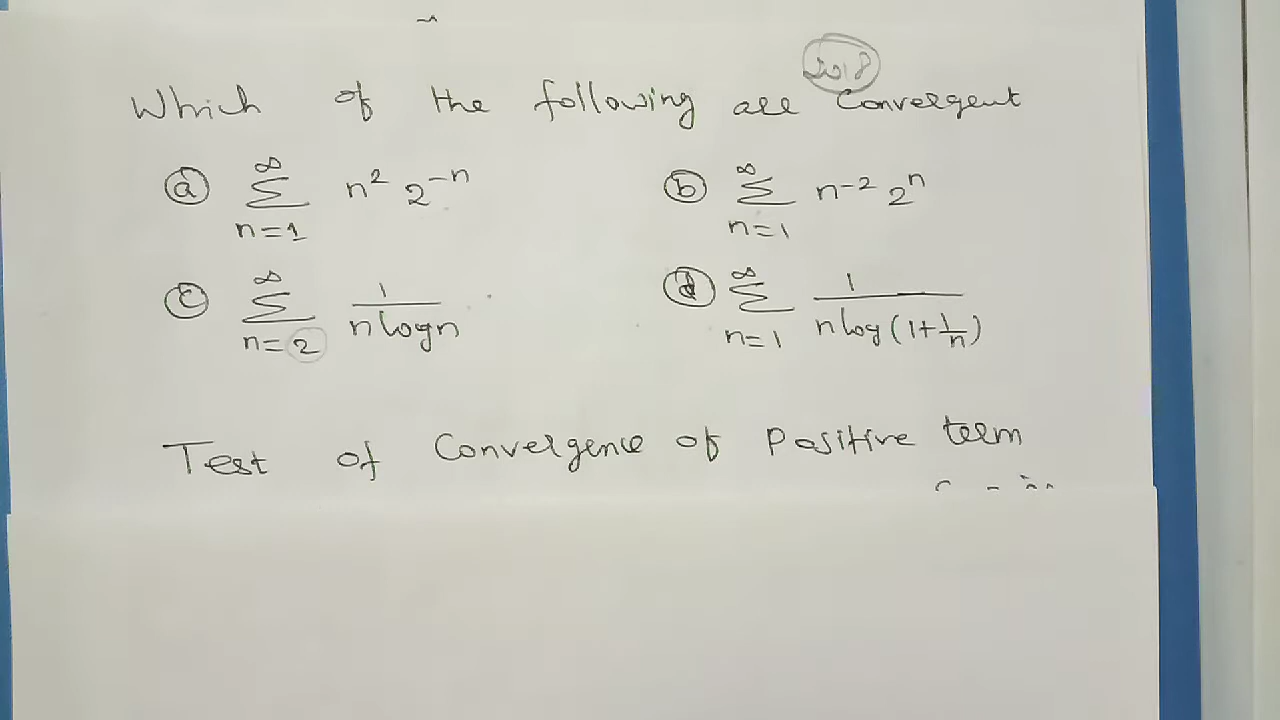 2018
Which of the following are Convergent
(a) ∑_{n=1}^{∞} n² 2^{-n} (b) ∑_{n=1}^{∞} n^{-2} 2^{n}
(c) ∑_{n=2}^{∞} 1/(n log n) (d) ∑_{n=1}^{∞} 1/(n log(1+1/n))
Test of Convergence of Positive term